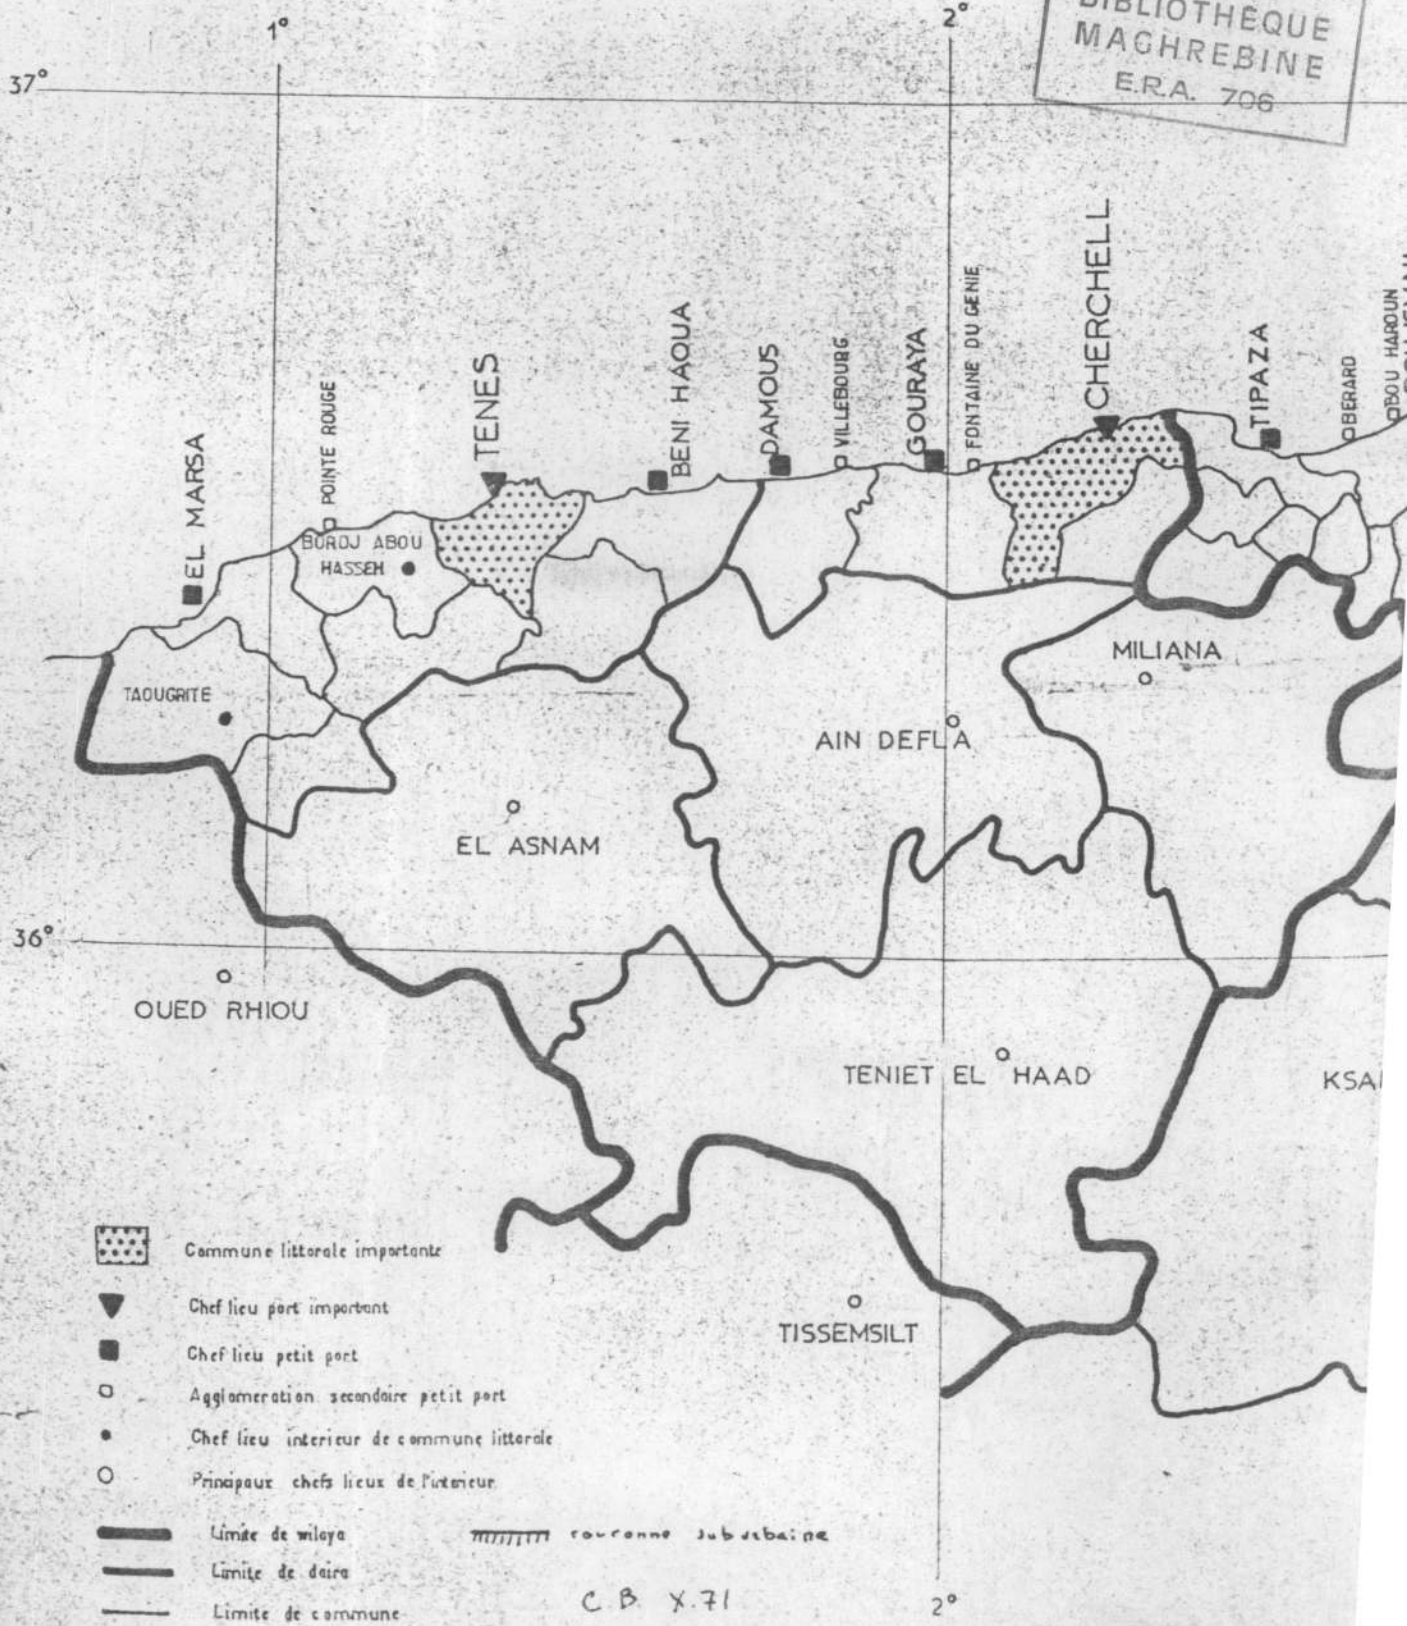 1°
2°
BIBLIOTHEQUE
MAGHREBINE
E.R.A. 706
37°
EL MARSA
POINTE ROUGE
TENES
BENI HAOUA
DAMOUS
VILLEBOURG
GOURAYA
FONTAINE DU GENIE
CHERCHELL
TIPAZA
BERARD
BOU HAROUN
BORDJ ABOU
HASSEH
TAOUGRITE
MILIANA
AIN DEFLA
EL ASNAM
36°
OUED RHIOU
TENIET EL HAAD
KSA
TISSEMSILT
Commune littorale importante
Chef lieu port important
Chef lieu petit port
Agglomeration secondaire petit port
Chef lieu interieur de commune littorale
Principaux chefs lieux de l'interieur
Limite de wilaya
couronne suburbaine
Limite de daira
Limite de commune
C.B. X.71
2°